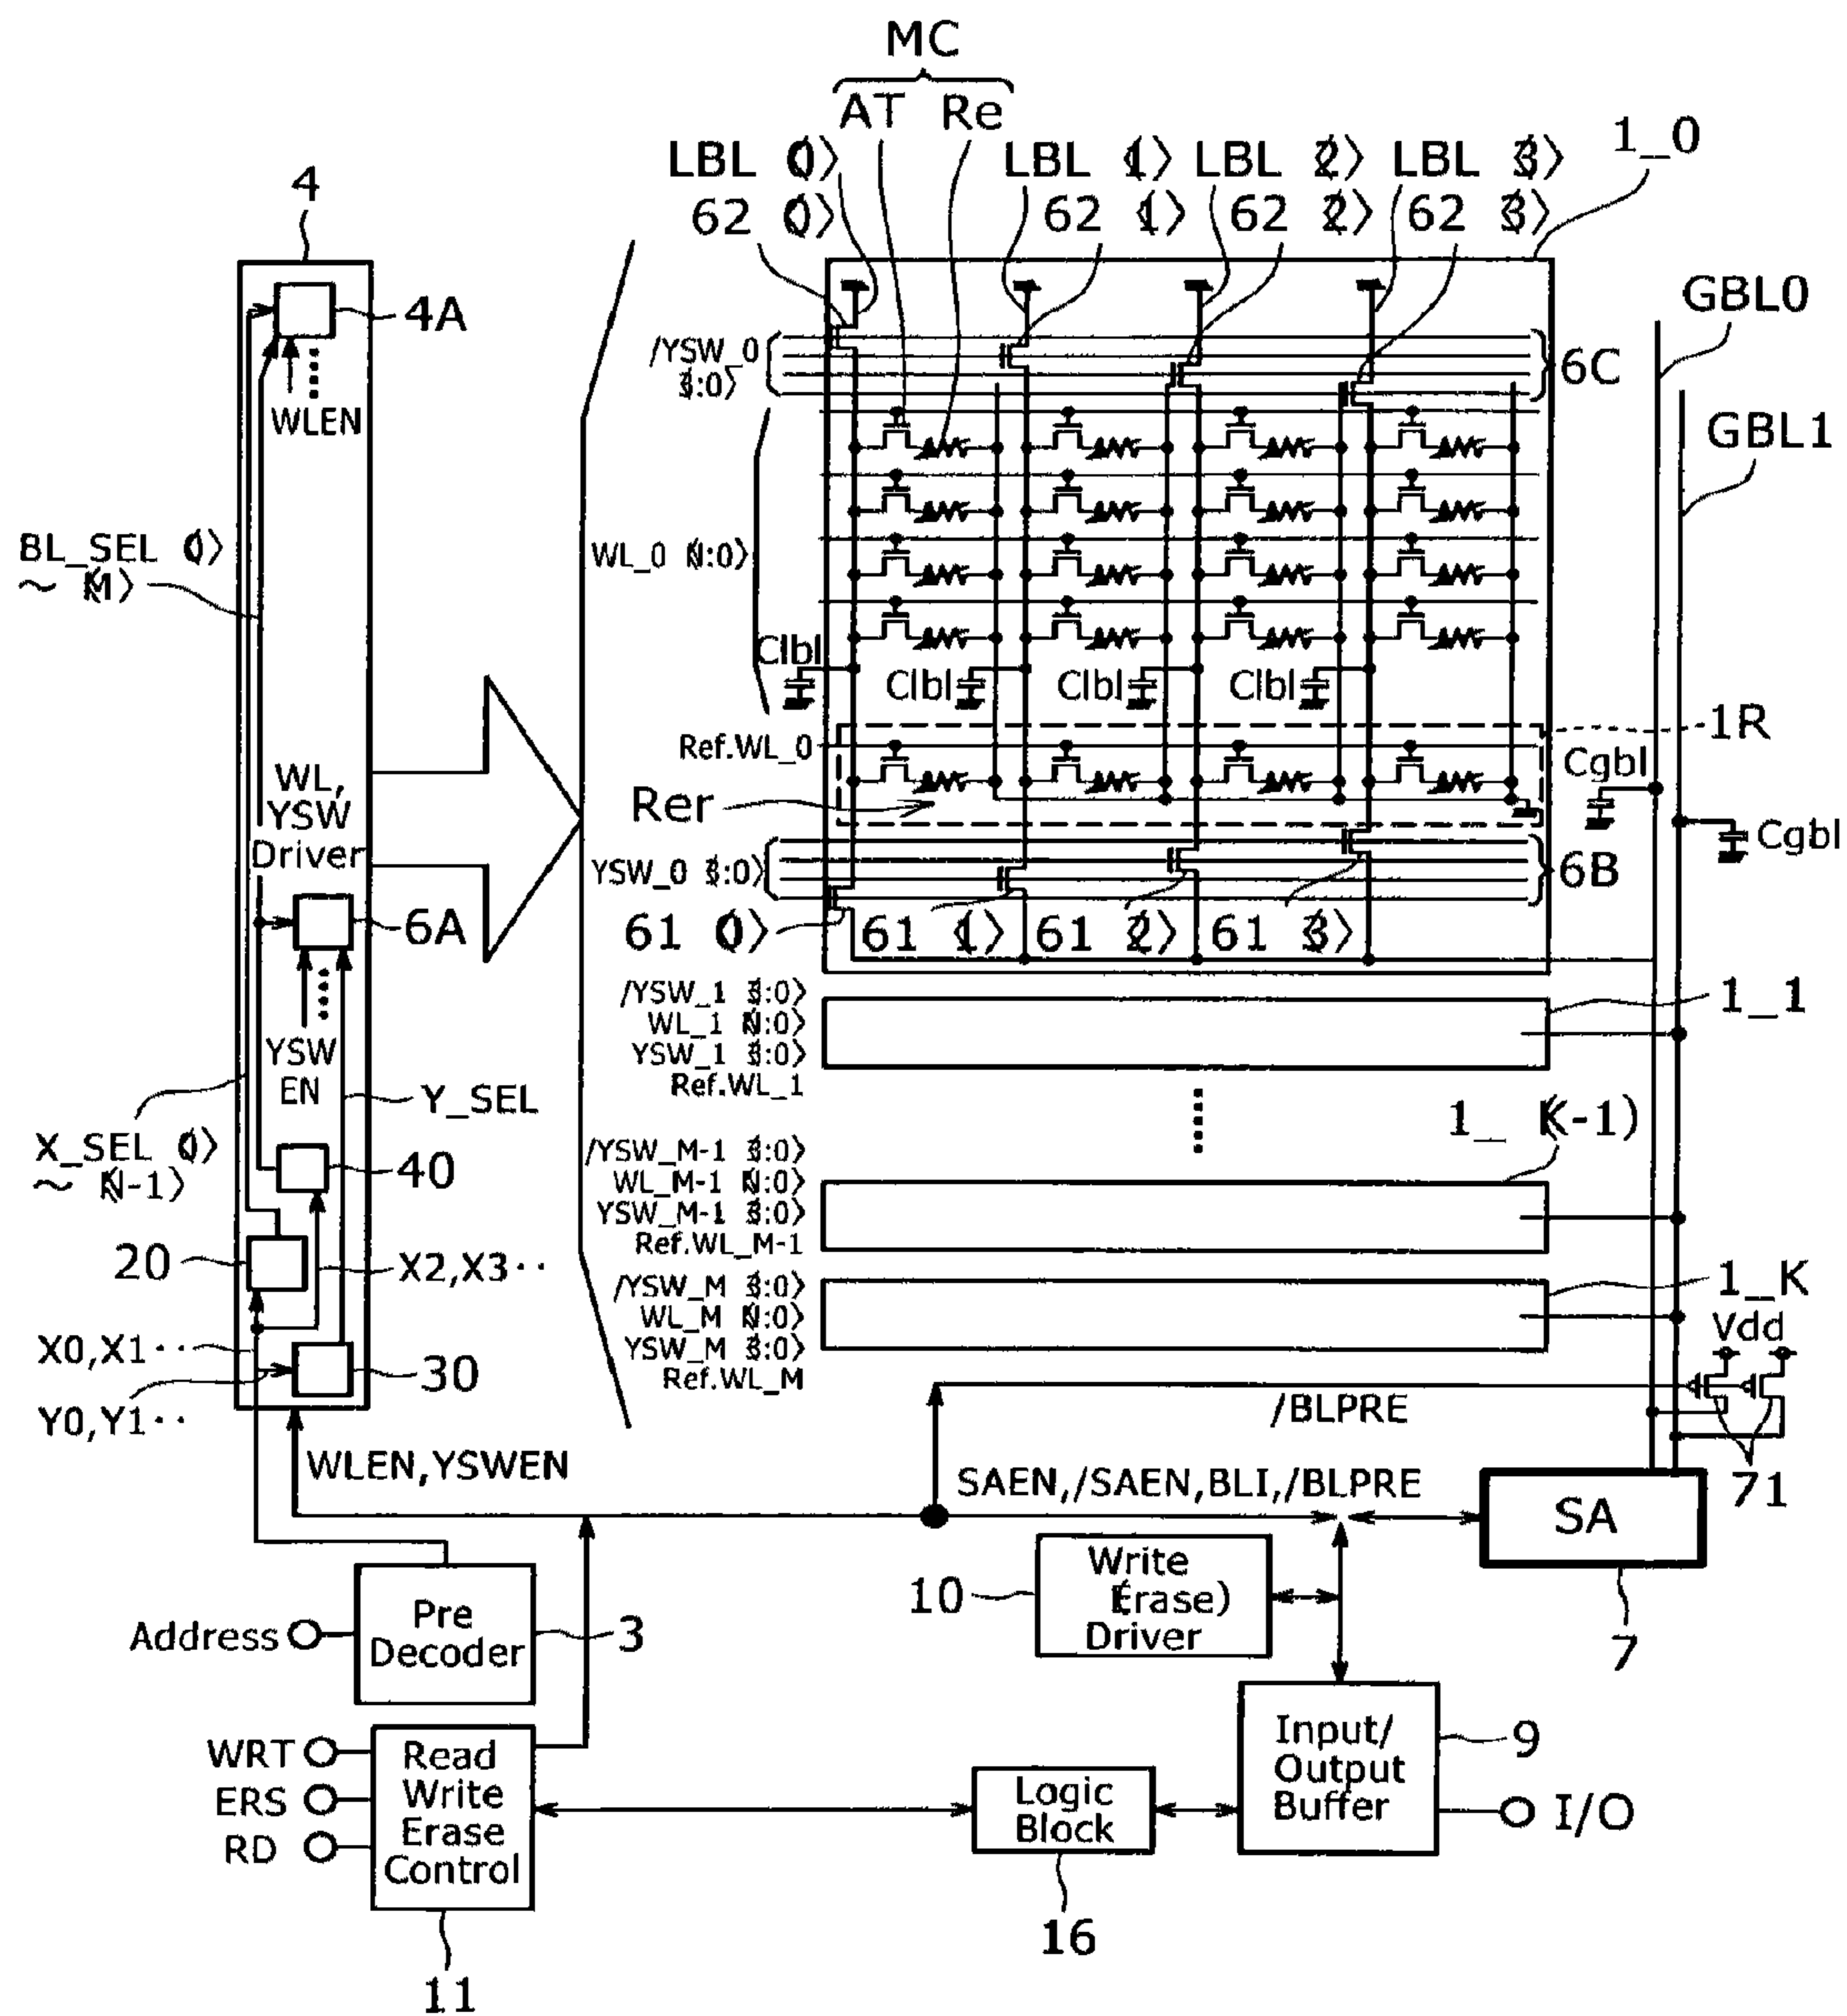 MC
AT Re
LBL ⟨0⟩ LBL ⟨1⟩ LBL ⟨2⟩ LBL ⟨3⟩ 1_0
62 ⟨0⟩ 62 ⟨1⟩ 62 ⟨2⟩ 62 ⟨3⟩
4
4A
WLEN
GBL0
/YSW_0
⟨3:0⟩
6C
GBL1
BL_SEL ⟨0⟩
~ ⟨M⟩
WL_0 ⟨N:0⟩
Clbl
Clbl Clbl Clbl
Ref.WL_0
1R
Cgbl
Rer
Cgbl
WL,
YSW
Driver
YSW_0 ⟨3:0⟩
6B
6A
61 ⟨0⟩ 61 ⟨1⟩ 61 ⟨2⟩ 61 ⟨3⟩
YSW
EN
Y_SEL
/YSW_1 ⟨3:0⟩
WL_1 ⟨N:0⟩
YSW_1 ⟨3:0⟩
Ref.WL_1
1_1
X_SEL ⟨0⟩
~ ⟨N-1⟩
40
1_(K-1)
/YSW_M-1 ⟨3:0⟩
WL_M-1 ⟨N:0⟩
YSW_M-1 ⟨3:0⟩
Ref.WL_M-1
20
X2,X3··
/YSW_M ⟨3:0⟩
WL_M ⟨N:0⟩
YSW_M ⟨3:0⟩
Ref.WL_M
1_K
Vdd
X0,X1··
30
Y0,Y1··
/BLPRE
WLEN,YSWEN
SAEN,/SAEN,BLI,/BLPRE
71
SA
7
10
Write
(Erase)
Driver
Address
Pre
Decoder
3
WRT
ERS
RD
Read
Write
Erase
Control
11
Logic
Block
16
Input/
Output
Buffer
9
I/O